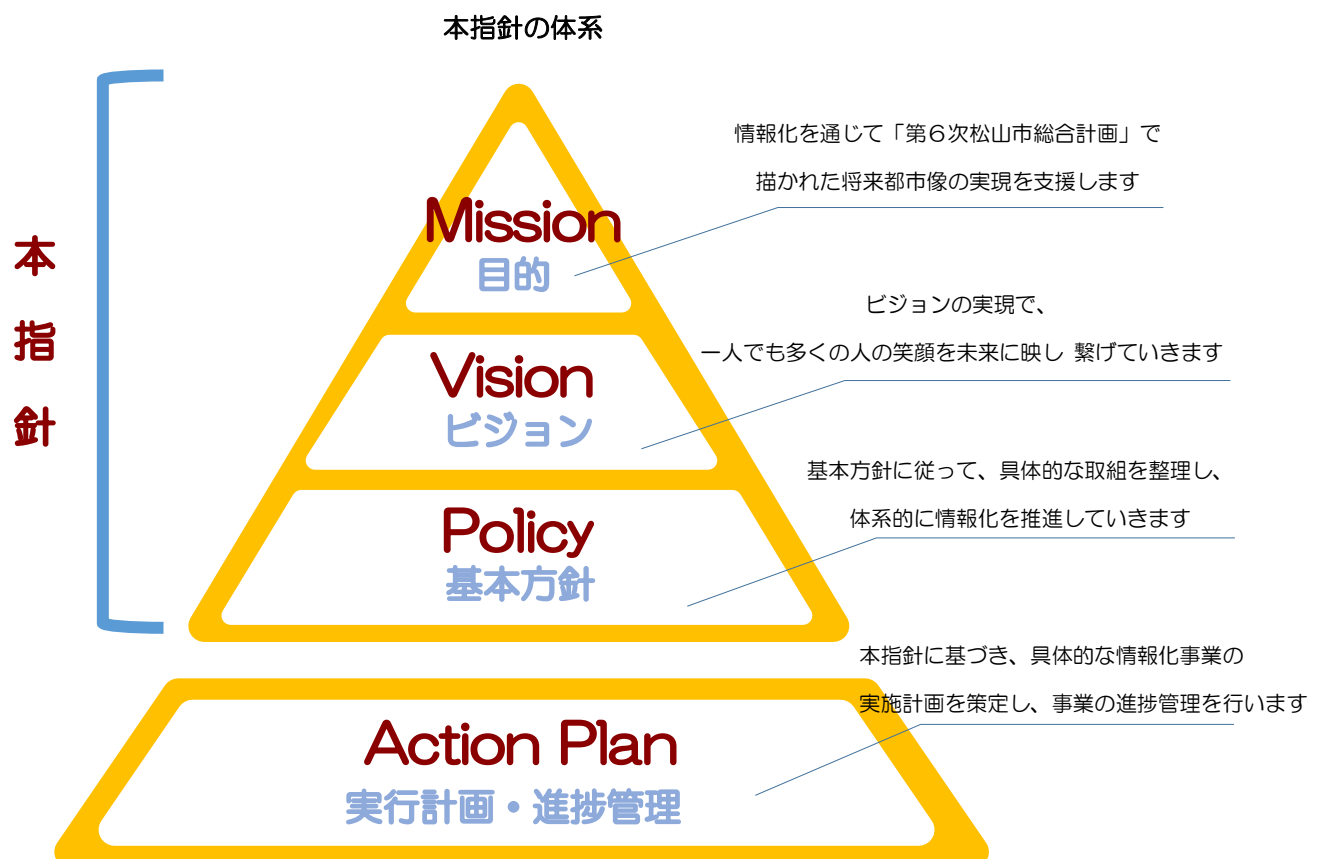 本指針の体系
本指針
情報化を通じて「第６次松山市総合計画」で
描かれた将来都市像の実現を支援します
Mission
目的
ビジョンの実現で、
一人でも多くの人の笑顔を未来に映し 繋げていきます
Vision
ビジョン
基本方針に従って、具体的な取組を整理し、
体系的に情報化を推進していきます
Policy
基本方針
本指針に基づき、具体的な情報化事業の
実施計画を策定し、事業の進捗管理を行います
Action Plan
実行計画・進捗管理